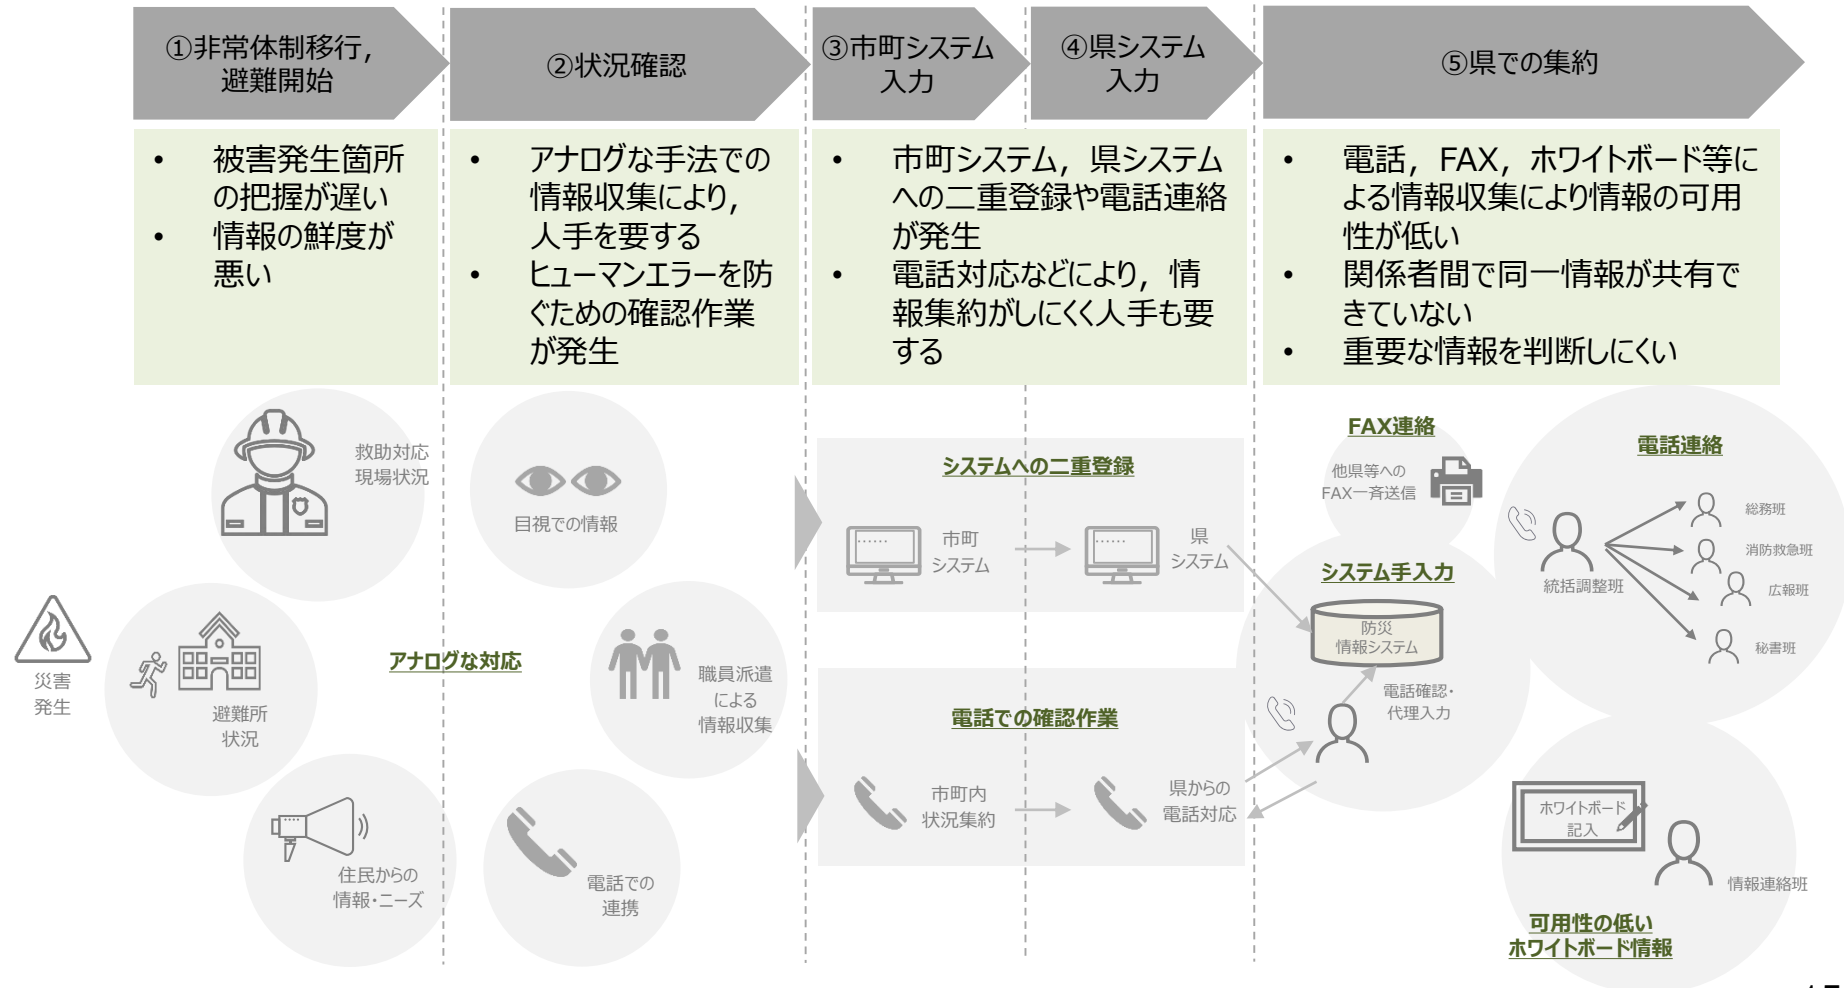 ①非常体制移行，
避難開始
②状況確認
③市町システム
入力
④県システム
入力
⑤県での集約
• 被害発生箇所
の把握が遅い
• 情報の鮮度が
悪い
• アナログな手法での
情報収集により，
人手を要する
• ヒューマンエラーを防
ぐための確認作業
が発生
• 市町システム，県システム
への二重登録や電話連絡
が発生
• 電話対応などにより，情
報集約がしにくく人手も要
する
• 電話，FAX，ホワイトボード等に
よる情報収集により情報の可用
性が低い
• 関係者間で同一情報が共有で
きていない
• 重要な情報を判断しにくい
災害
発生
救助対応
現場状況
避難所
状況
住民からの
情報・ニーズ
アナログな対応
目視での情報
職員派遣
による
情報収集
電話での
連携
システムへの二重登録
市町
システム
県
システム
電話での確認作業
市町内
状況集約
県からの
電話対応
FAX連絡
他県等への
FAX一斉送信
システム手入力
防災
情報システム
電話確認・
代理入力
電話連絡
統括調整班
総務班
消防救急班
広報班
秘書班
ホワイトボード
記入
情報連絡班
可用性の低い
ホワイトボード情報